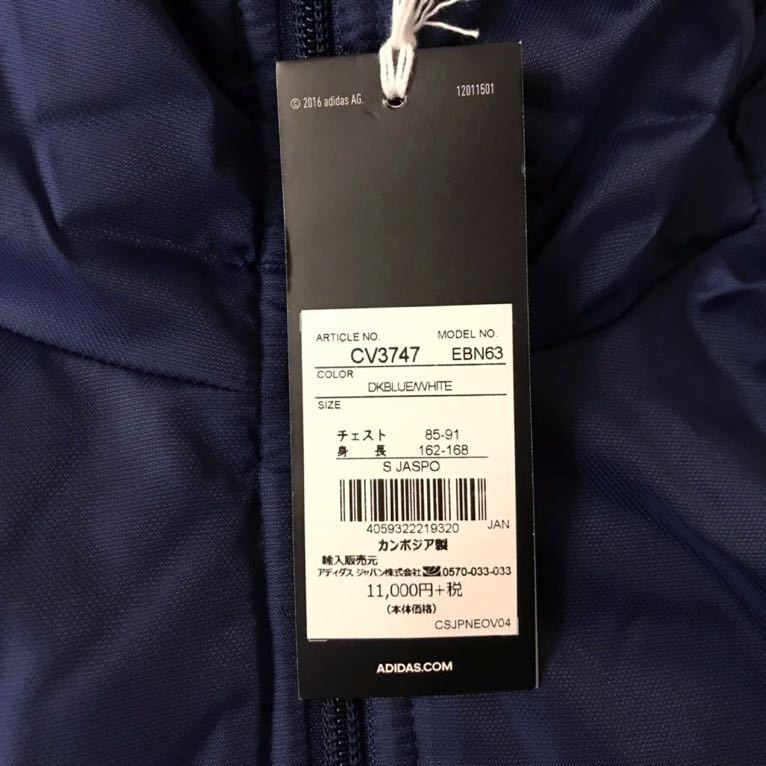 © 2016 adidas AG. 12011501
ARTICLE NO. MODEL NO.
CV3747 EBN63
COLOR
DKBLUE/WHITE
SIZE
チェスト 85-91
身 長 162-168
S JASPO
4059322219320 JAN
カンボジア製
輸入販売元
アディダス ジャパン株式会社 0570-033-033
11,000円+税
(本体価格)
CSJPNEOV04
ADIDAS.COM